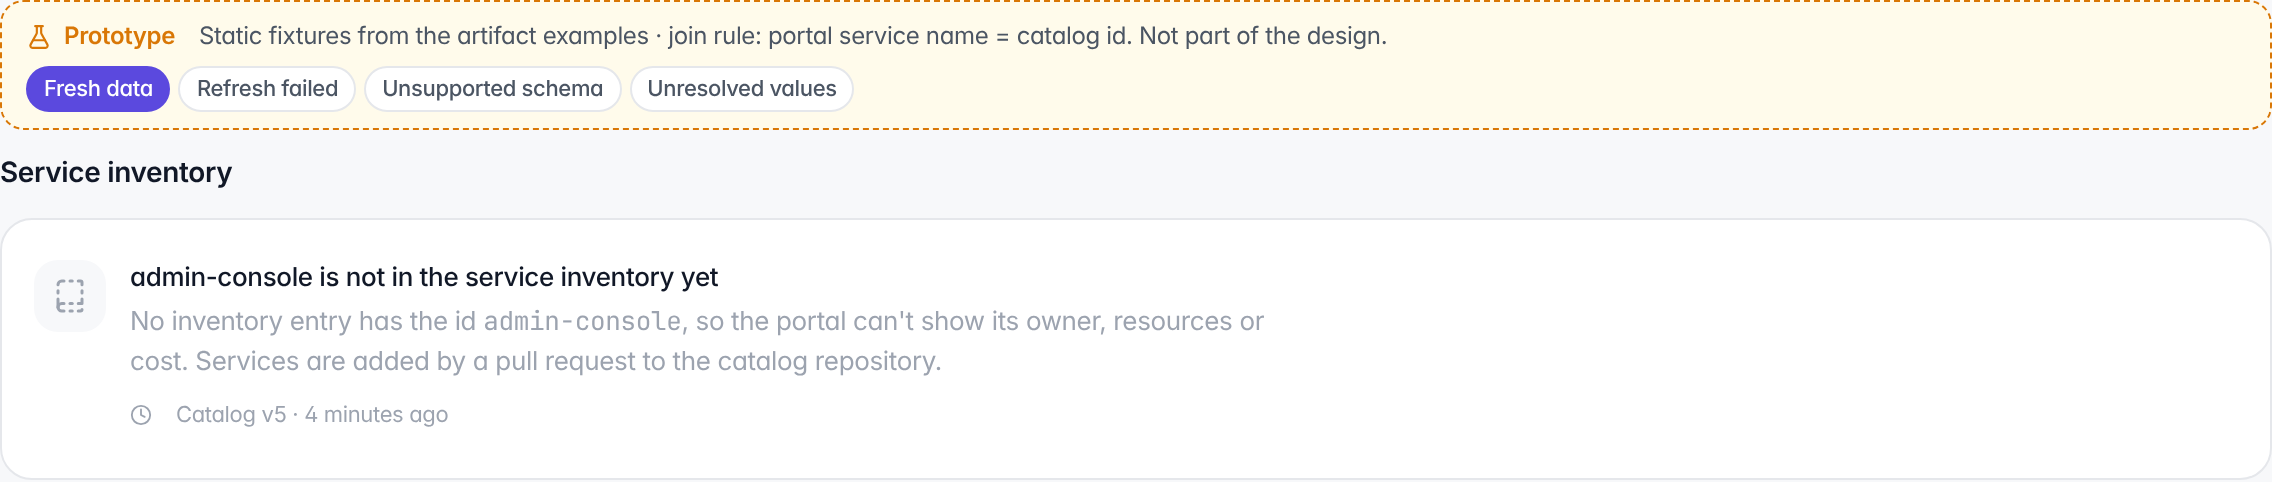 Prototype Static fixtures from the artifact examples · join rule: portal service name = catalog id. Not part of the design.
Fresh data Refresh failed Unsupported schema Unresolved values
Service inventory
admin-console is not in the service inventory yet
No inventory entry has the id admin-console, so the portal can't show its owner, resources or
cost. Services are added by a pull request to the catalog repository.
Catalog v5 · 4 minutes ago